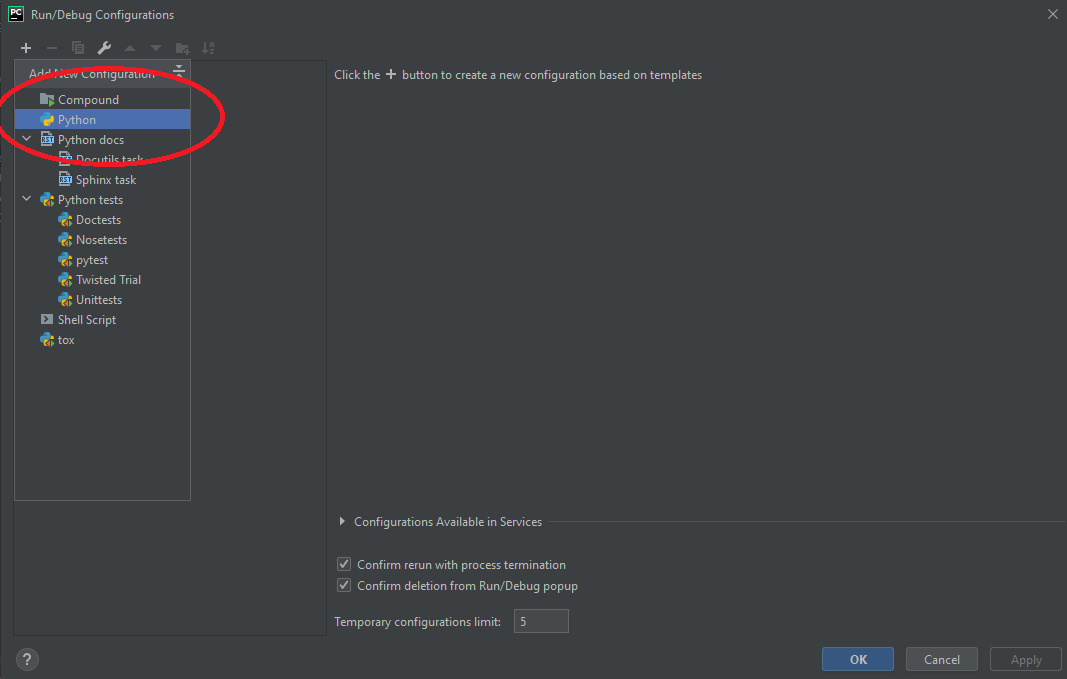 PC Run/Debug Configurations
Add New Configuration
Compound
Python
Python docs
Docutils task
Sphinx task
Python tests
Doctests
Nosetests
pytest
Twisted Trial
Unittests
Shell Script
tox
Click the + button to create a new configuration based on templates
Configurations Available in Services
Confirm rerun with process termination
Confirm deletion from Run/Debug popup
Temporary configurations limit: 5
? OK Cancel Apply